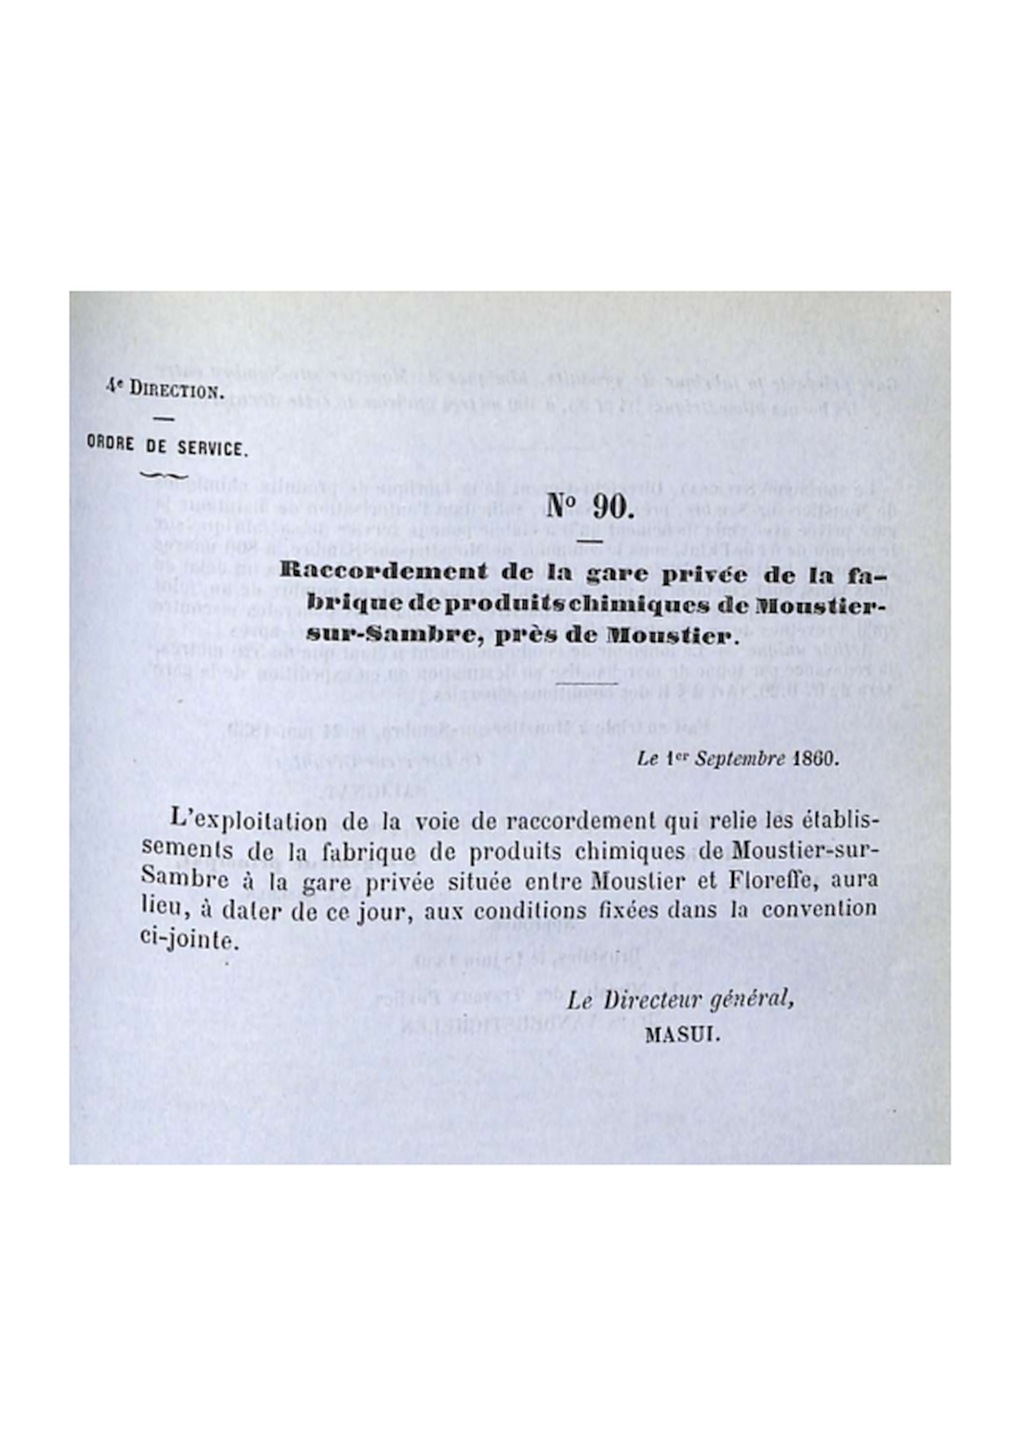 4e DIRECTION.
ORDRE DE SERVICE.
No 90.
Raccordement de la gare privée de la fa-
brique de produits chimiques de Moustier-
sur-Sambre, près de Moustier.
Le 1er Septembre 1860.
L'exploitation de la voie de raccordement qui relie les établis-
sements de la fabrique de produits chimiques de Moustier-sur-
Sambre à la gare privée située entre Moustier et Floreffe, aura
lieu, à dater de ce jour, aux conditions fixées dans la convention
ci-jointe.
Le Directeur général,
MASUI.